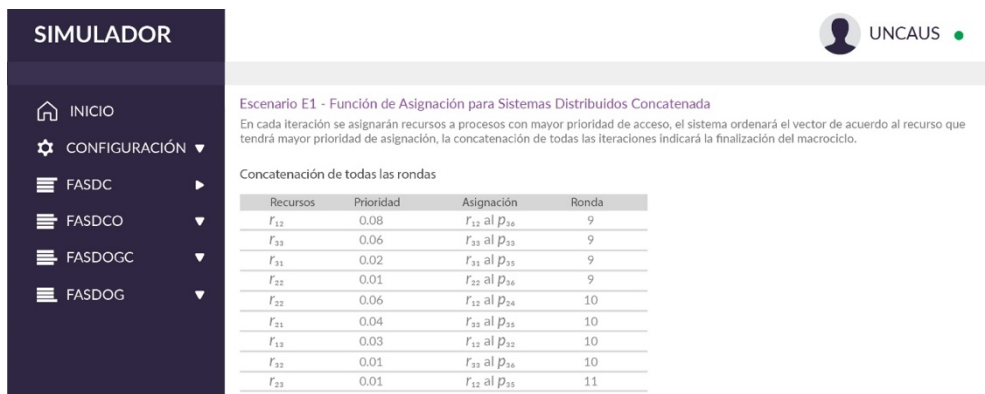 SIMULADOR
UNCAUS
INICIO
CONFIGURACIÓN
FASDC
FASDCO
FASDOGC
FASDOG
Escenario E1 - Función de Asignación para Sistemas Distribuidos Concatenada
En cada iteración se asignarán recursos a procesos con mayor prioridad de acceso, el sistema ordenará el vector de acuerdo al recurso que
tendrá mayor prioridad de asignación, la concatenación de todas las iteraciones indicará la finalización del macrociclo.
Concatenación de todas las rondas
Recursos Prioridad Asignación Ronda
r₁₂ 0.08 r₁₂ al p₃₆ 9
r₃₃ 0.06 r₃₃ al p₃₃ 9
r₃₁ 0.02 r₃₁ al p₃₅ 9
r₂₂ 0.01 r₂₂ al p₃₆ 9
r₂₂ 0.06 r₁₂ al p₂₄ 10
r₂₁ 0.04 r₃₃ al p₃₅ 10
r₁₃ 0.03 r₁₂ al p₃₂ 10
r₃₂ 0.01 r₃₃ al p₃₆ 10
r₂₃ 0.01 r₁₂ al p₃₅ 11